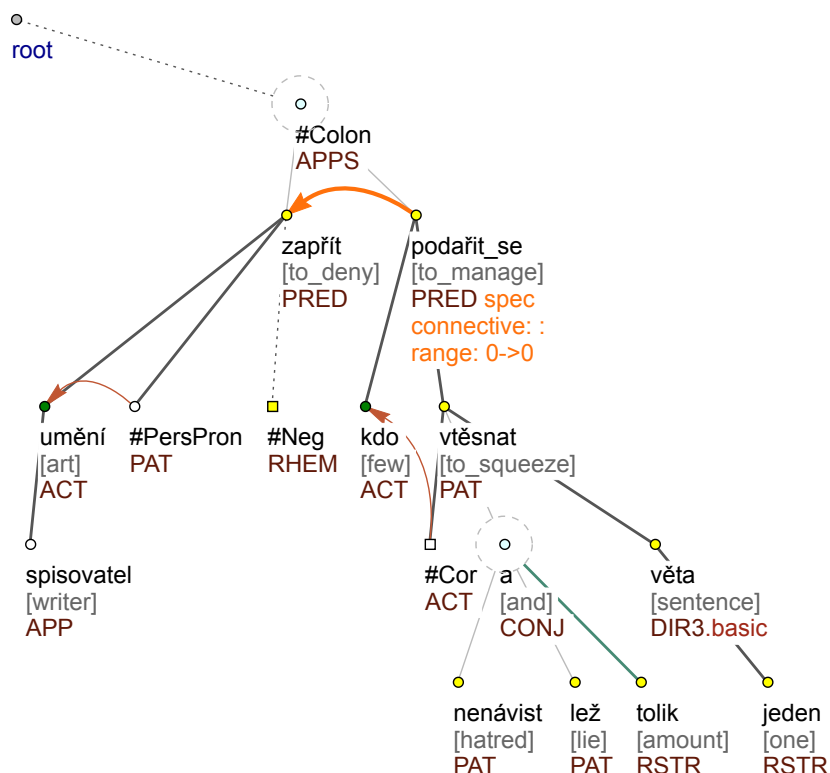 root
#Colon
APPS
zapřít podařit_se
[to_deny] [to_manage]
PRED PRED spec
connective: :
range: 0->0
umění #PersPron #Neg kdo vtěsnat
[art] PAT RHEM [few] [to_squeeze]
ACT ACT PAT
spisovatel #Cor a věta
[writer] ACT [and] [sentence]
APP CONJ DIR3.basic
nenávist lež tolik jeden
[hatred] [lie] [amount] [one]
PAT PAT RSTR RSTR